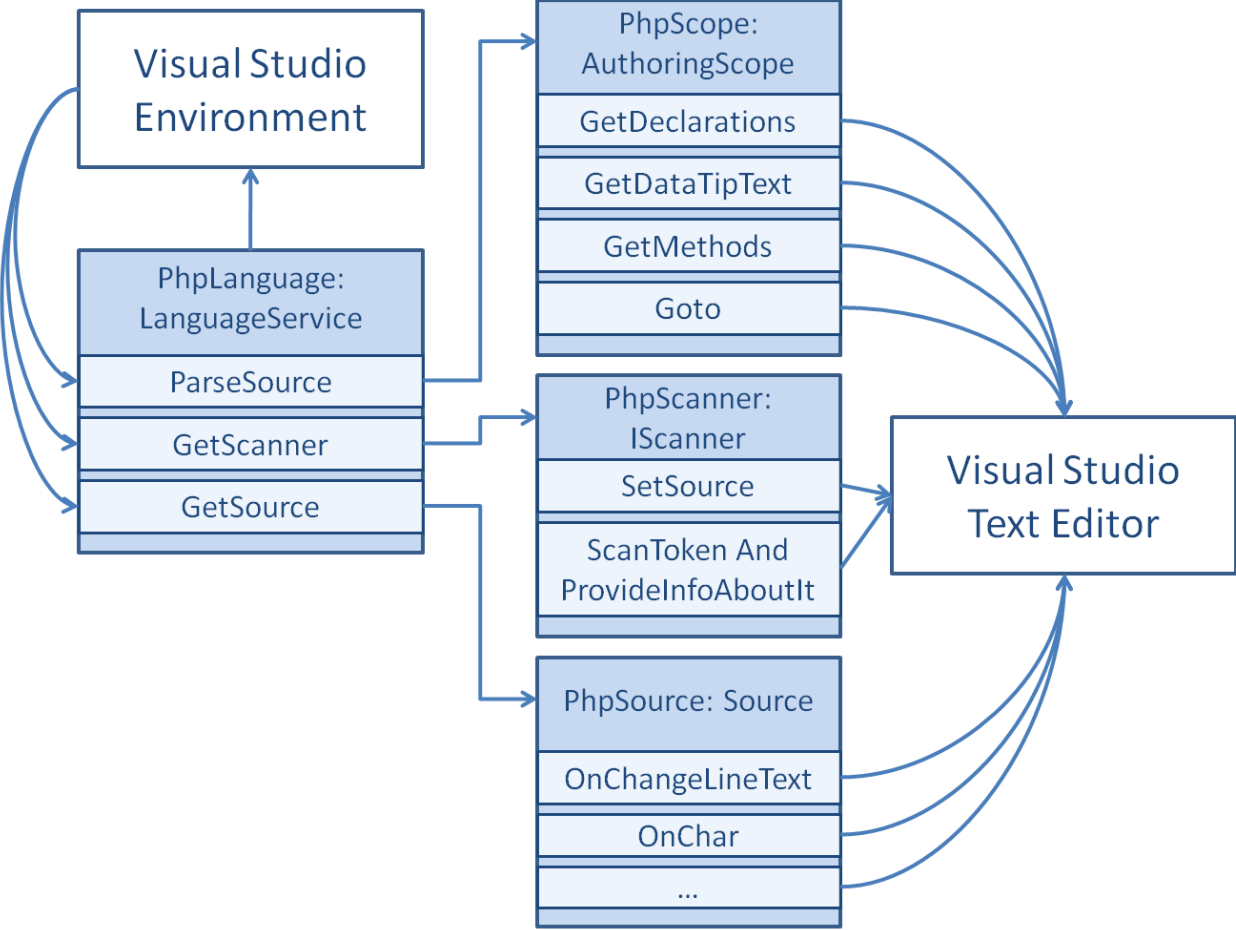 Visual Studio
Environment
PhpLanguage:
LanguageService
ParseSource
GetScanner
GetSource
PhpScope:
AuthoringScope
GetDeclarations
GetDataTipText
GetMethods
Goto
PhpScanner:
IScanner
SetSource
ScanToken And
ProvideInfoAboutIt
PhpSource: Source
OnChangeLineText
OnChar
...
Visual Studio
Text Editor